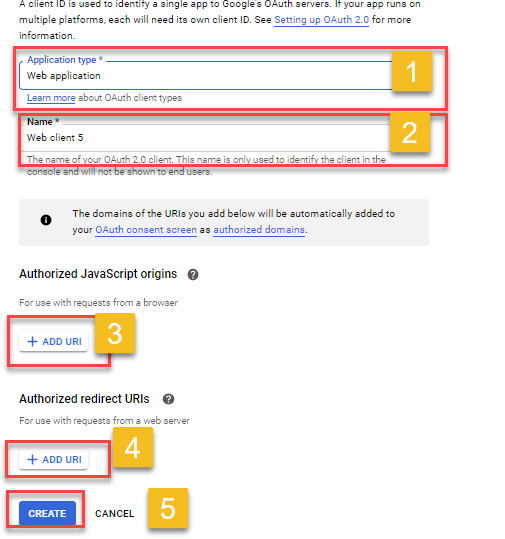 A client ID is used to identify a single app to Google's OAuth servers. If your app runs on
multiple platforms, each will need its own client ID. See Setting up OAuth 2.0 for more
information.
Application type *
1
Web application
Learn more about OAuth client types
Name *
2
Web client 5
The name of your OAuth 2.0 client. This name is only used to identify the client in the
console and will not be shown to end users.
The domains of the URIs you add below will be automatically added to
your OAuth consent screen as authorized domains.
Authorized JavaScript origins
For use with requests from a browser
+ ADD URI
3
Authorized redirect URIs
For use with requests from a web server
+ ADD URI
4
CREATE
CANCEL
5